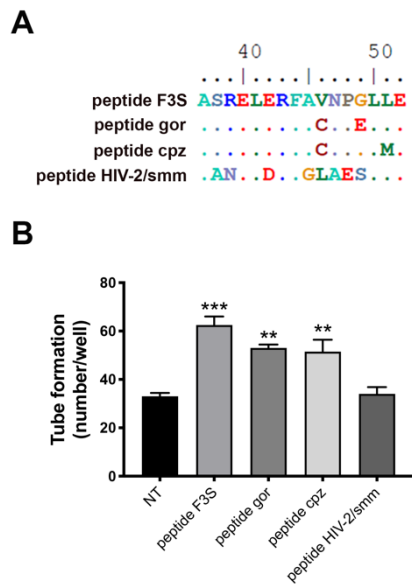 A
40 50
...|....|....|..
peptide F3S ASRELERFAVNPGLLE
peptide gor .........C..E...
peptide cpz .........C....M.
peptide HIV-2/smm .AN..D..GLAES...
B
Tube formation
(number/well)
80
60
40
20
0
***
**
**
NT
peptide F3S
peptide gor
peptide cpz
peptide HIV-2/smm